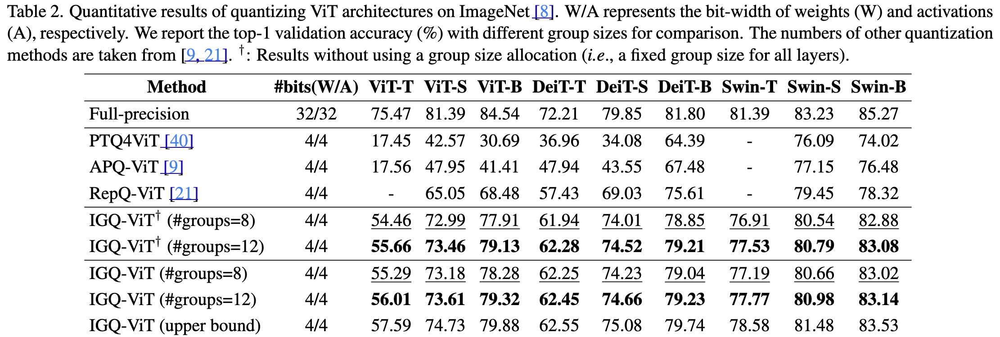 Table 2. Quantitative results of quantizing ViT architectures on ImageNet [8]. W/A represents the bit-width of weights (W) and activations
(A), respectively. We report the top-1 validation accuracy (%) with different group sizes for comparison. The numbers of other quantization
methods are taken from [9, 21]. †: Results without using a group size allocation (i.e., a fixed group size for all layers).
Method #bits(W/A) ViT-T ViT-S ViT-B DeiT-T DeiT-S DeiT-B Swin-T Swin-S Swin-B
Full-precision 32/32 75.47 81.39 84.54 72.21 79.85 81.80 81.39 83.23 85.27
PTQ4ViT [40] 4/4 17.45 42.57 30.69 36.96 34.08 64.39 - 76.09 74.02
APQ-ViT [9] 4/4 17.56 47.95 41.41 47.94 43.55 67.48 - 77.15 76.48
RepQ-ViT [21] 4/4 - 65.05 68.48 57.43 69.03 75.61 - 79.45 78.32
IGQ-ViT† (#groups=8) 4/4 54.46 72.99 77.91 61.94 74.01 78.85 76.91 80.54 82.88
IGQ-ViT† (#groups=12) 4/4 55.66 73.46 79.13 62.28 74.52 79.21 77.53 80.79 83.08
IGQ-ViT (#groups=8) 4/4 55.29 73.18 78.28 62.25 74.23 79.04 77.19 80.66 83.02
IGQ-ViT (#groups=12) 4/4 56.01 73.61 79.32 62.45 74.66 79.23 77.77 80.98 83.14
IGQ-ViT (upper bound) 4/4 57.59 74.73 79.88 62.55 75.08 79.74 78.58 81.48 83.53